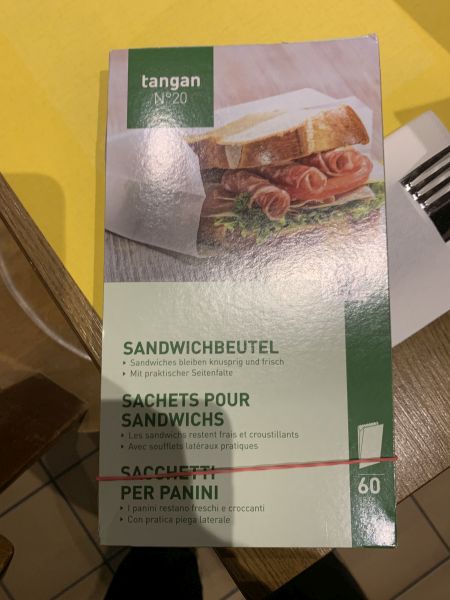 tangan
N°20
SANDWICHBEUTEL
▸ Sandwiches bleiben knusprig und frisch
▸ Mit praktischer Seitenfalte
SACHETS POUR
SANDWICHS
▸ Les sandwichs restent frais et croustillants
▸ Avec soufflets latéraux pratiques
SACCHETTI
PER PANINI
▸ I panini restano freschi e croccanti
▸ Con pratica piega laterale
60